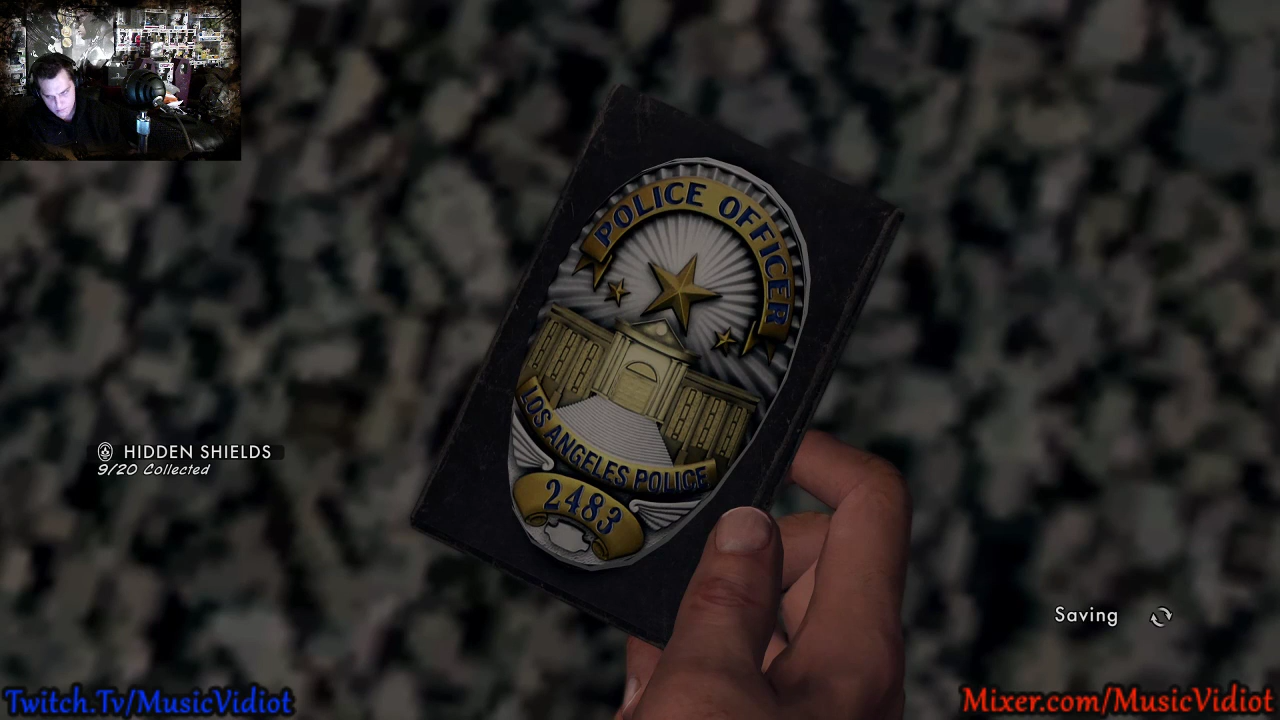 POLICE OFFICER
LOS ANGELES POLICE
2483
HIDDEN SHIELDS
9/20 Collected
Saving
Twitch.Tv/MusicVidiot
Mixer.com/MusicVidiot